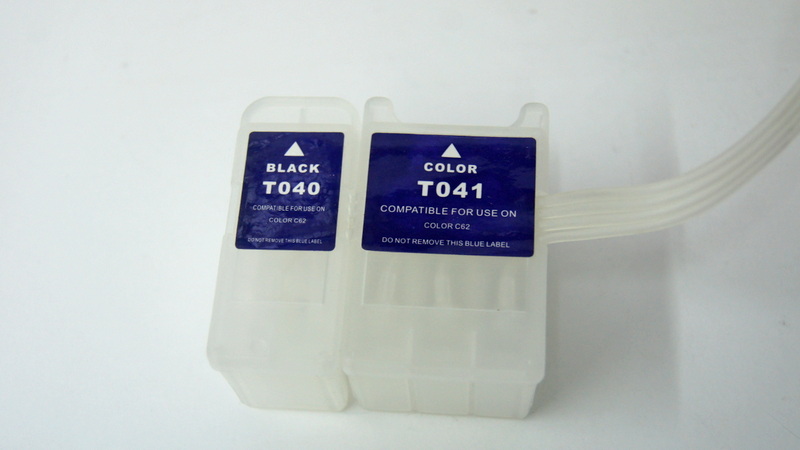 BLACK
T040
COMPATIBLE FOR USE ON
COLOR C62
DO NOT REMOVE THIS BLUE LABEL
COLOR
T041
COMPATIBLE FOR USE ON
COLOR C62
DO NOT REMOVE THIS BLUE LABEL